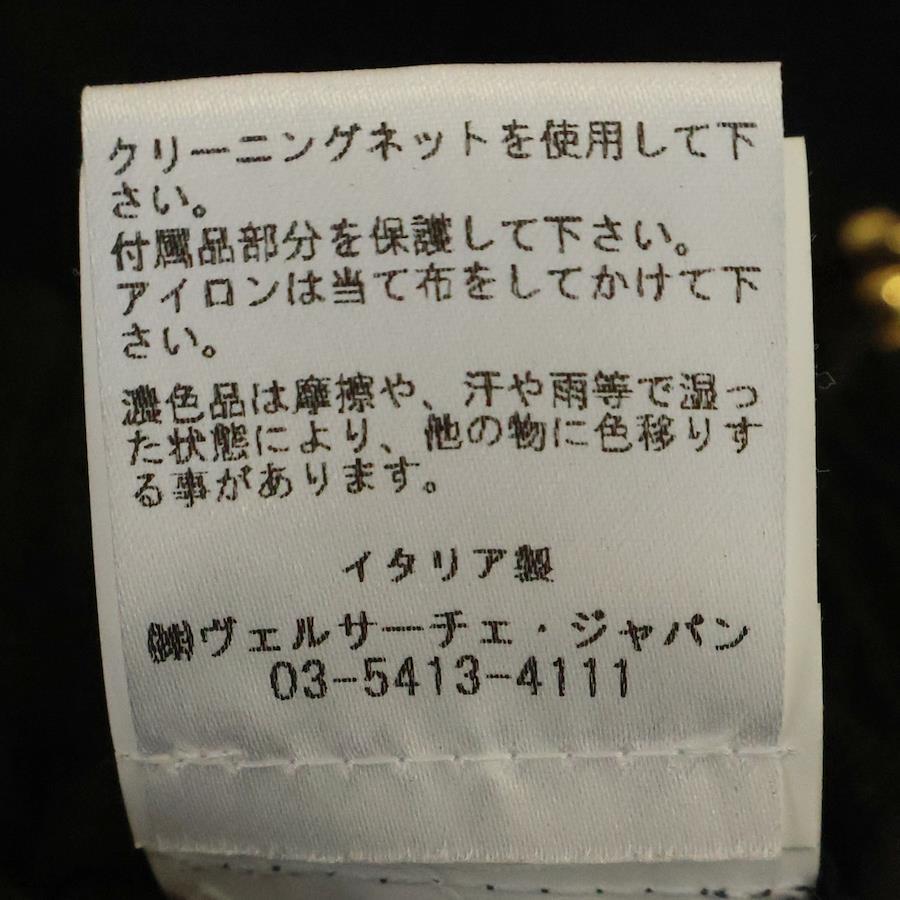 クリーニングネットを使用して下
さい。
付属品部分を保護して下さい。
アイロンは当て布をしてかけて下
さい。
濃色品は摩擦や、汗や雨等で湿っ
た状態により、他の物に色移りす
る事があります。
イタリア製
㈱ヴェルサーチェ・ジャパン
03-5413-4111